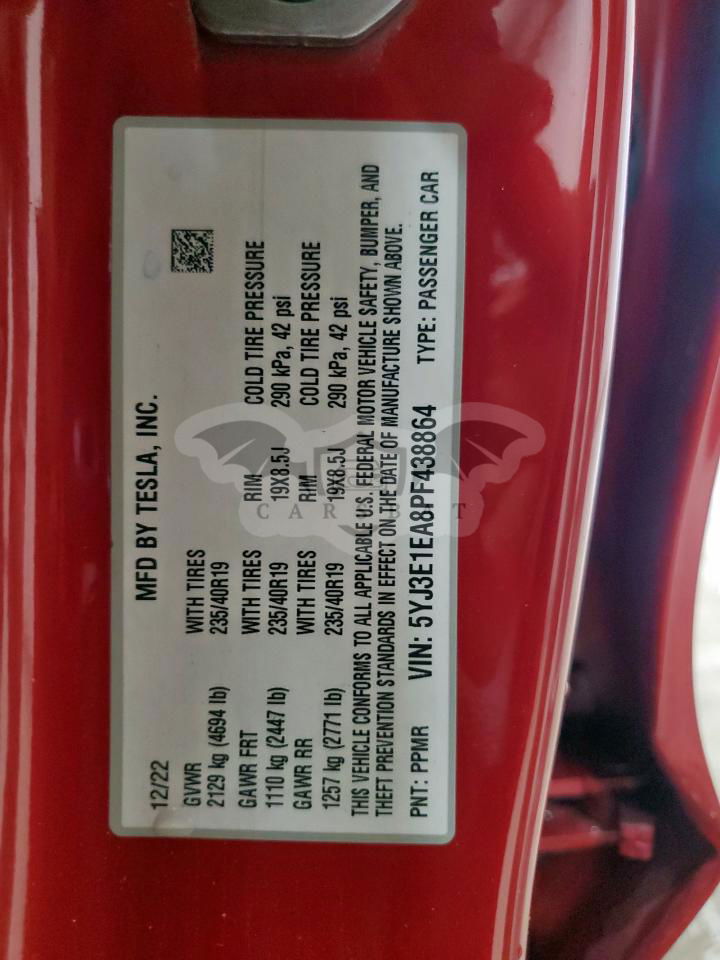 12/22 MFD BY TESLA, INC.
GVWR WITH TIRES
2129 kg (4694 lb) 235/40R19
GAWR FRT WITH TIRES RIM COLD TIRE PRESSURE
1110 kg (2447 lb) 235/40R19 19X8.5J 290 kPa, 42 psi
GAWR RR WITH TIRES RIM COLD TIRE PRESSURE
1257 kg (2771 lb) 235/40R19 19X8.5J 290 kPa, 42 psi
THIS VEHICLE CONFORMS TO ALL APPLICABLE U.S. FEDERAL MOTOR VEHICLE SAFETY, BUMPER, AND
THEFT PREVENTION STANDARDS IN EFFECT ON THE DATE OF MANUFACTURE SHOWN ABOVE.
PNT: PPMR VIN: 5YJ3E1EA8PF438864 TYPE: PASSENGER CAR